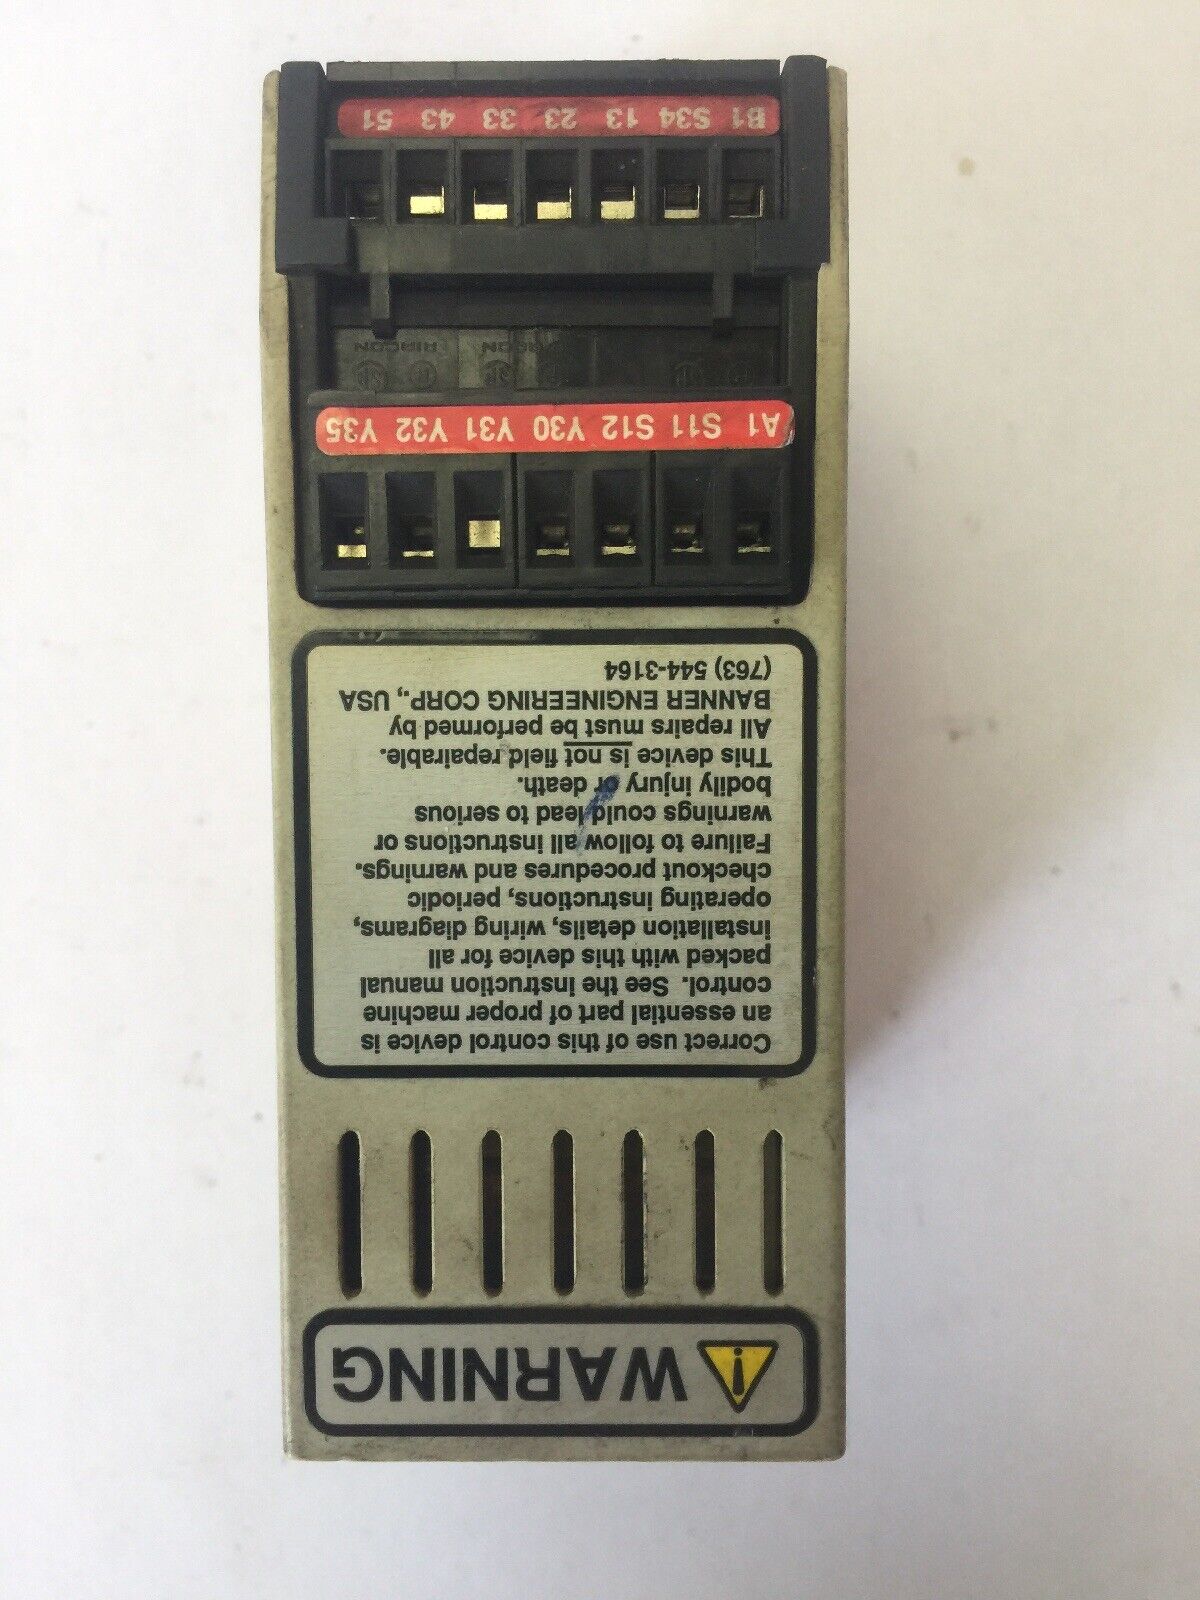 WARNING
Correct use of this control device is
an essential part of proper machine
control. See the instruction manual
packed with this device for all
installation details, wiring diagrams,
operating instructions, periodic
checkout procedures and warnings.
Failure to follow all instructions or
warnings could lead to serious
bodily injury or death.
This device is not field repairable.
All repairs must be performed by
BANNER ENGINEERING CORP., USA
(763) 544-3164
A1 S11 S12 Y30 Y31 Y32 Y35
RIACON
B1 S34 13 23 33 43 51